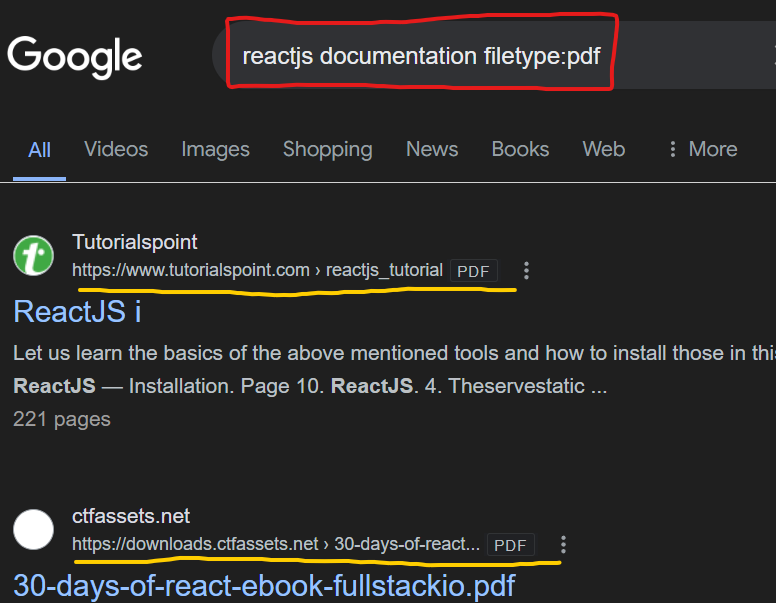 Google
reactjs documentation filetype:pdf
All Videos Images Shopping News Books Web More
Tutorialspoint
https://www.tutorialspoint.com › reactjs_tutorial PDF
ReactJS i
Let us learn the basics of the above mentioned tools and how to install those in this
ReactJS — Installation. Page 10. ReactJS. 4. Theservestatic ...
221 pages
ctfassets.net
https://downloads.ctfassets.net › 30-days-of-react... PDF
30-days-of-react-ebook-fullstackio.pdf